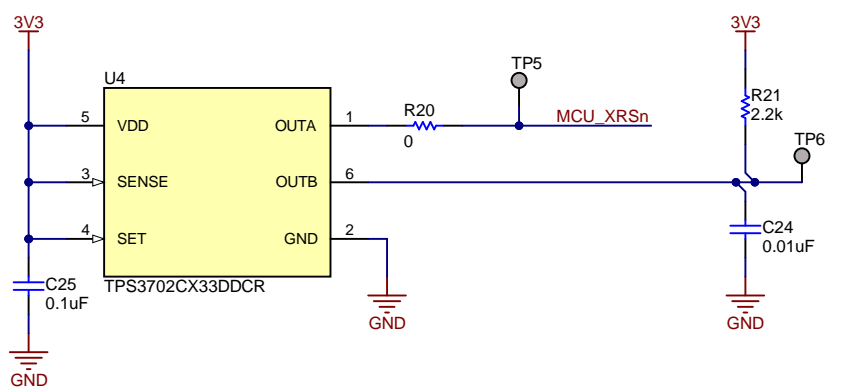 3V3
3V3
TP5
U4
R21
2.2k
R20
0
MCU_XRSn
5
VDD
OUTA
1
TP6
3
SENSE
OUTB
6
4
SET
GND
2
C24
0.01uF
C25
0.1uF
TPS3702CX33DDCR
GND
GND
GND